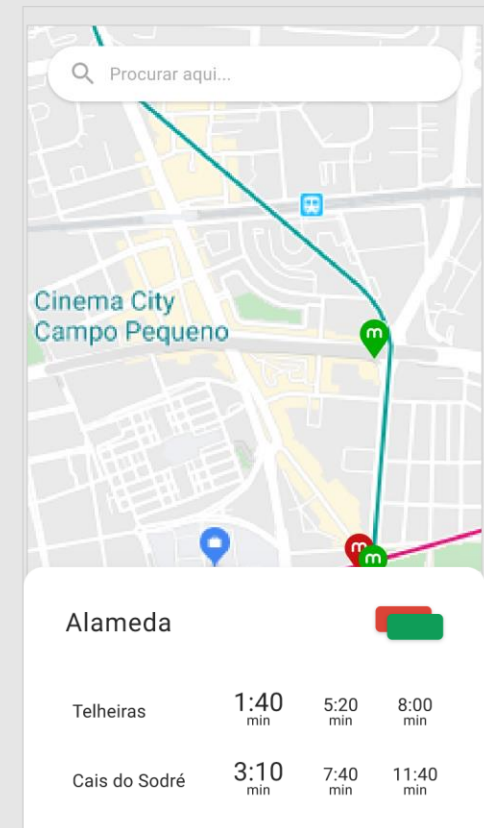 Procurar aqui...
Cinema City
Campo Pequeno
m
m
m
Alameda
Telheiras 1:40 min 5:20 min 8:00 min
Cais do Sodré 3:10 min 7:40 min 11:40 min